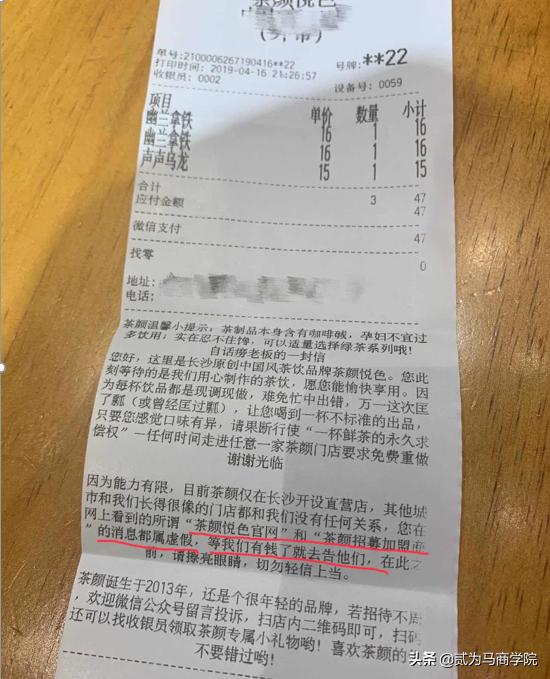 茶颜悦色
单号:2100006267190416**22
号牌:**22
打印时间:2019-04-16 21:26:57
收银员:0002 设备号:0059
项目 单价 数量 小计
幽兰拿铁 16 1 16
幽兰拿铁 16 1 16
声声乌龙 15 1 15
合计 3 47
应付金额 47
微信支付 47
找零 0
地址:
电话:
茶颜温馨小提示:茶制品本身含有咖啡碱,孕妇不宜过
多饮用;实在忍不住馋,可适量选择绿茶系列哦!
自话痨老板的一封信
您好,这里是长沙原创中国风茶饮品牌茶颜悦色。您此
刻等待的是我们用心制作的茶饮,愿您能愉快享用。因
为每杯饮品都是现调现做,难免忙中出错,万一这次匡
了瓢(或曾经匡过瓢),让您喝到一杯不标准的出品,
只要您感觉口味有异,请果断行使“一杯鲜茶的永久求
偿权”—任何时间走进任意一家茶颜门店要求免费重做
谢谢光临
因为能力有限,目前茶颜仅在长沙开设直营店,其他城
市和我们长得很像的门店都和我们没有任何关系,您在
网上看到的所谓“茶颜悦色官网”和“茶颜招募加盟商
”的消息都属虚假,等我们有钱了就去告他们,在此之
前,请擦亮眼睛,切勿轻信上当。
茶颜诞生于2013年,还是个很年轻的品牌,若招待不周
,欢迎微信公众号留言投诉,扫店内二维码即可,扫码
还可以找收银员领取茶颜专属小礼物哟!喜欢茶颜的
不要错过哟!
头条 @贰为马商学院